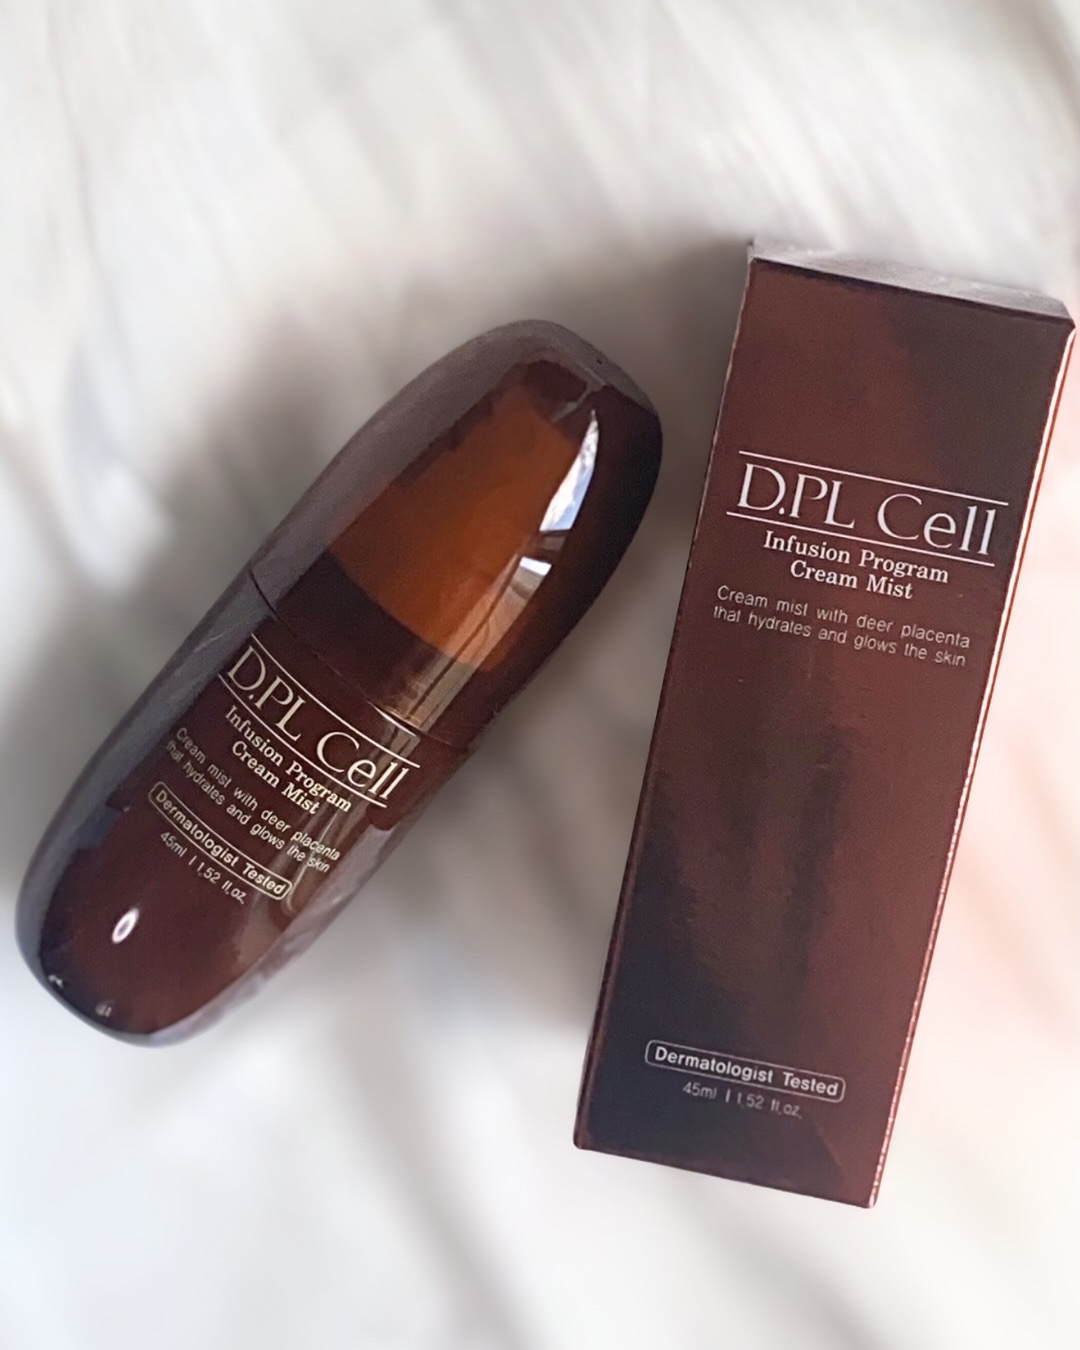 D.PL Cell
Infusion Program
Cream Mist
Cream mist with deer placenta
that hydrates and glows the skin
Dermatologist Tested
45ml | 1.52 fl.oz.
D.PL Cell
Infusion Program
Cream Mist
Cream mist with deer placenta
that hydrates and glows the skin
Dermatologist Tested
45ml | 1.52 fl.oz.